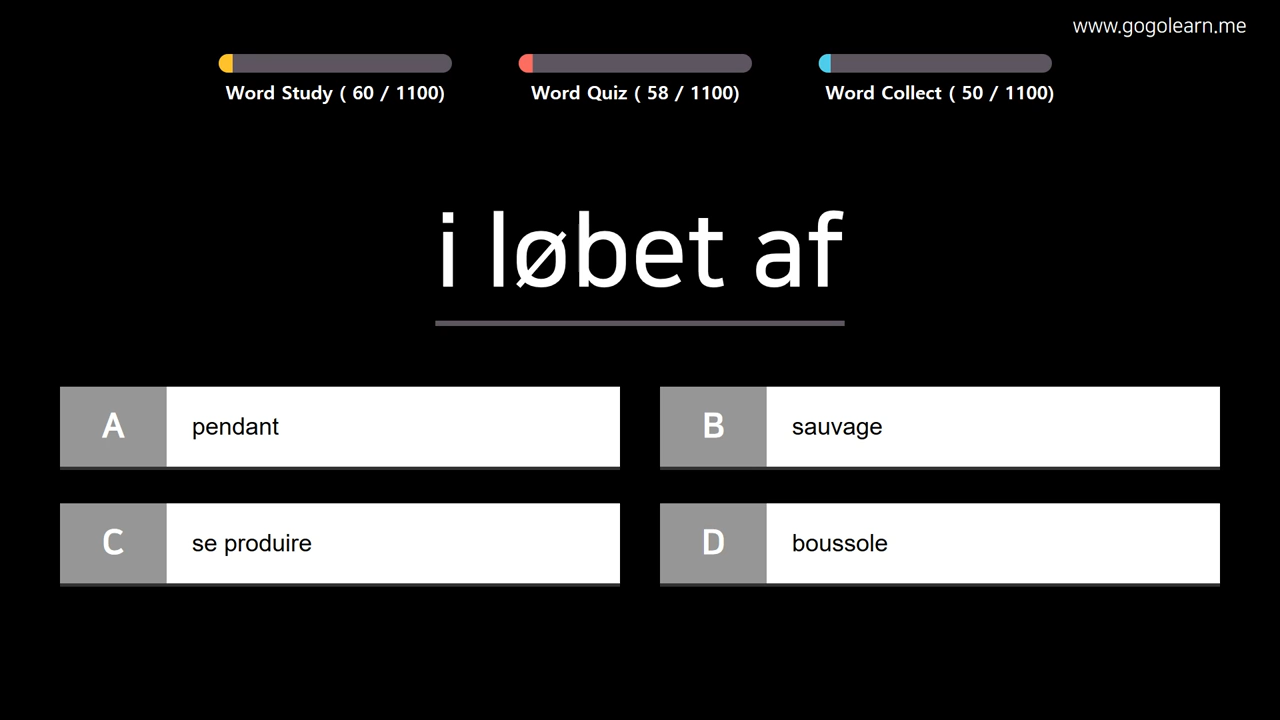 www.gogolearn.me
Word Study ( 60 / 1100)
Word Quiz ( 58 / 1100)
Word Collect ( 50 / 1100)
i løbet af
A pendant
B sauvage
C se produire
D boussole